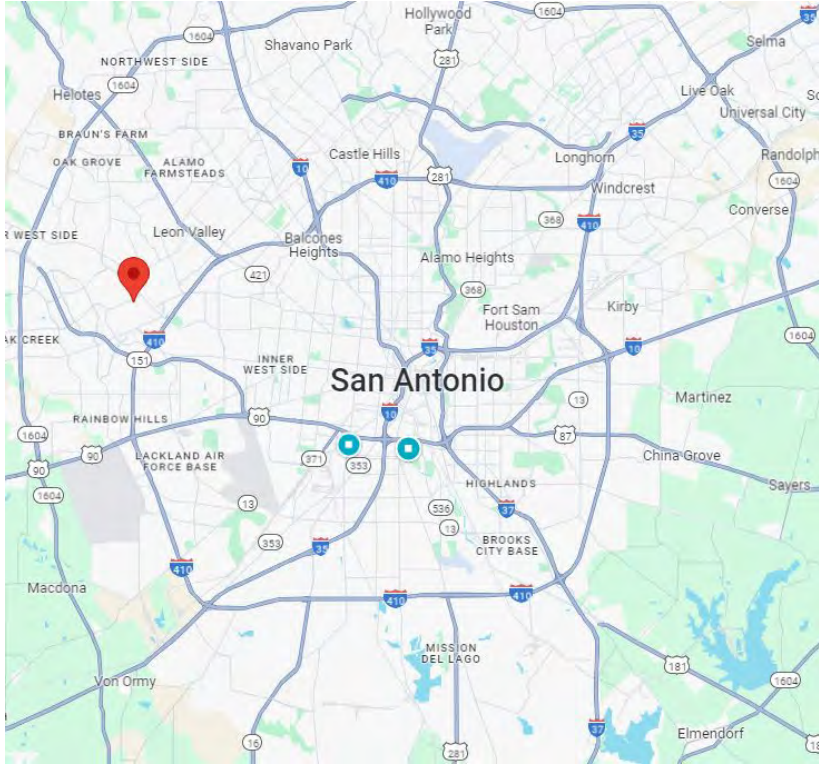 Hollywood
Park
1604
35
1604
Shavano Park
Selma
281
NORTHWEST SIDE
1604
Live Oak
Helotes
Universal City
BRAUN'S FARM
35
OAK GROVE
ALAMO
FARMSTEADS
Castle Hills
Longhorn
Randolph
10
410
281
Windcrest
1604
Converse
R WEST SIDE
Leon Valley
Balcones
Heights
368
410
Alamo Heights
421
368
Fort Sam
Houston
Kirby
AK CREEK
410
151
35
10
1604
INNER
WEST SIDE
San Antonio
Martinez
13
RAINBOW HILLS
90
10
1604
90
87
90
LACKLAND AIR
FORCE BASE
371
353
China Grove
HIGHLANDS
Sayers
1604
13
536
37
13
353
35
BROOKS
CITY BASE
410
Macdona
410
410
MISSION
DEL LAGO
181
Von Ormy
1604
37
Elmendorf
16
281